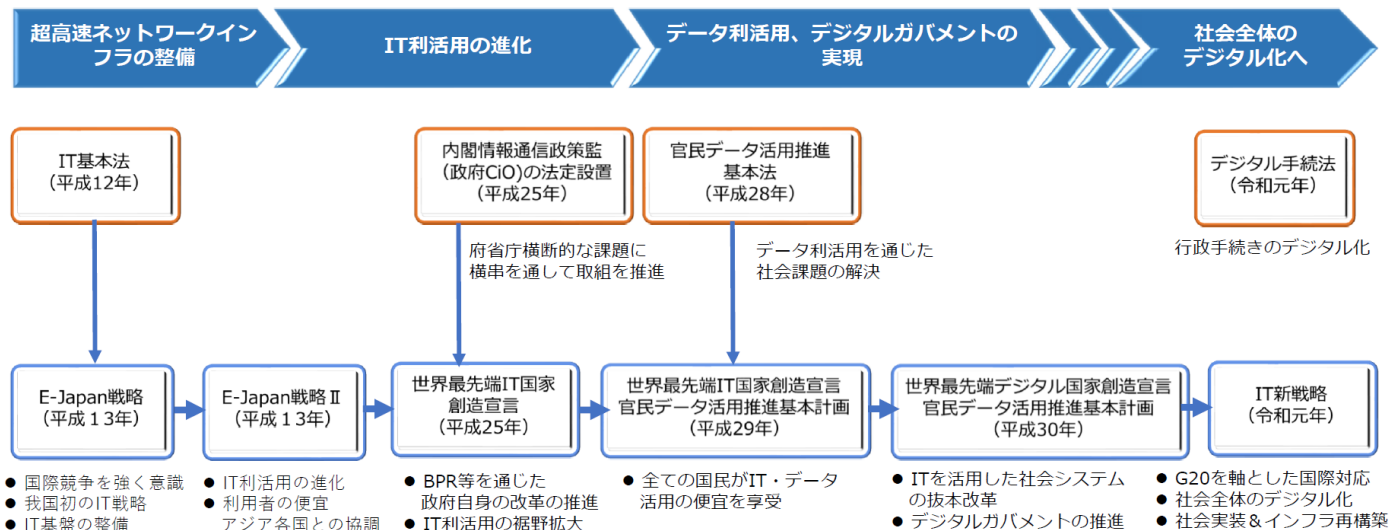 超高速ネットワークイン
フラの整備
IT利活用の進化
データ利活用、デジタルガバメントの
実現
社会全体の
デジタル化へ
IT基本法
(平成12年)
内閣情報通信政策監
(政府CiO)の法定設置
(平成25年)
官民データ活用推進
基本法
(平成28年)
デジタル手続法
(令和元年)
府省庁横断的な課題に
横串を通して取組を推進
データ利活用を通じた
社会課題の解決
行政手続きのデジタル化
E-Japan戦略
(平成13年)
E-Japan戦略Ⅱ
(平成13年)
世界最先端IT国家
創造宣言
(平成25年)
世界最先端IT国家創造宣言
官民データ活用推進基本計画
(平成29年)
世界最先端デジタル国家創造宣言
官民データ活用推進基本計画
(平成30年)
IT新戦略
(令和元年)
● 国際競争を強く意識
● 我国初のIT戦略
● IT基盤の整備
● IT利活用の進化
● 利用者の便宜
アジア各国との協調
● BPR等を通じた
政府自身の改革の推進
● IT利活用の裾野拡大
● 全ての国民がIT・データ
活用の便宜を享受
● ITを活用した社会システム
の抜本改革
● デジタルガバメントの推進
● G20を軸とした国際対応
● 社会全体のデジタル化
● 社会実装＆インフラ再構築